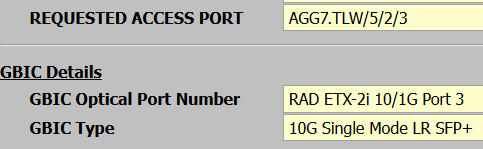 REQUESTED ACCESS PORT AGG7.TLW/5/2/3
GBIC Details
GBIC Optical Port Number RAD ETX-2i 10/1G Port 3
GBIC Type 10G Single Mode LR SFP+